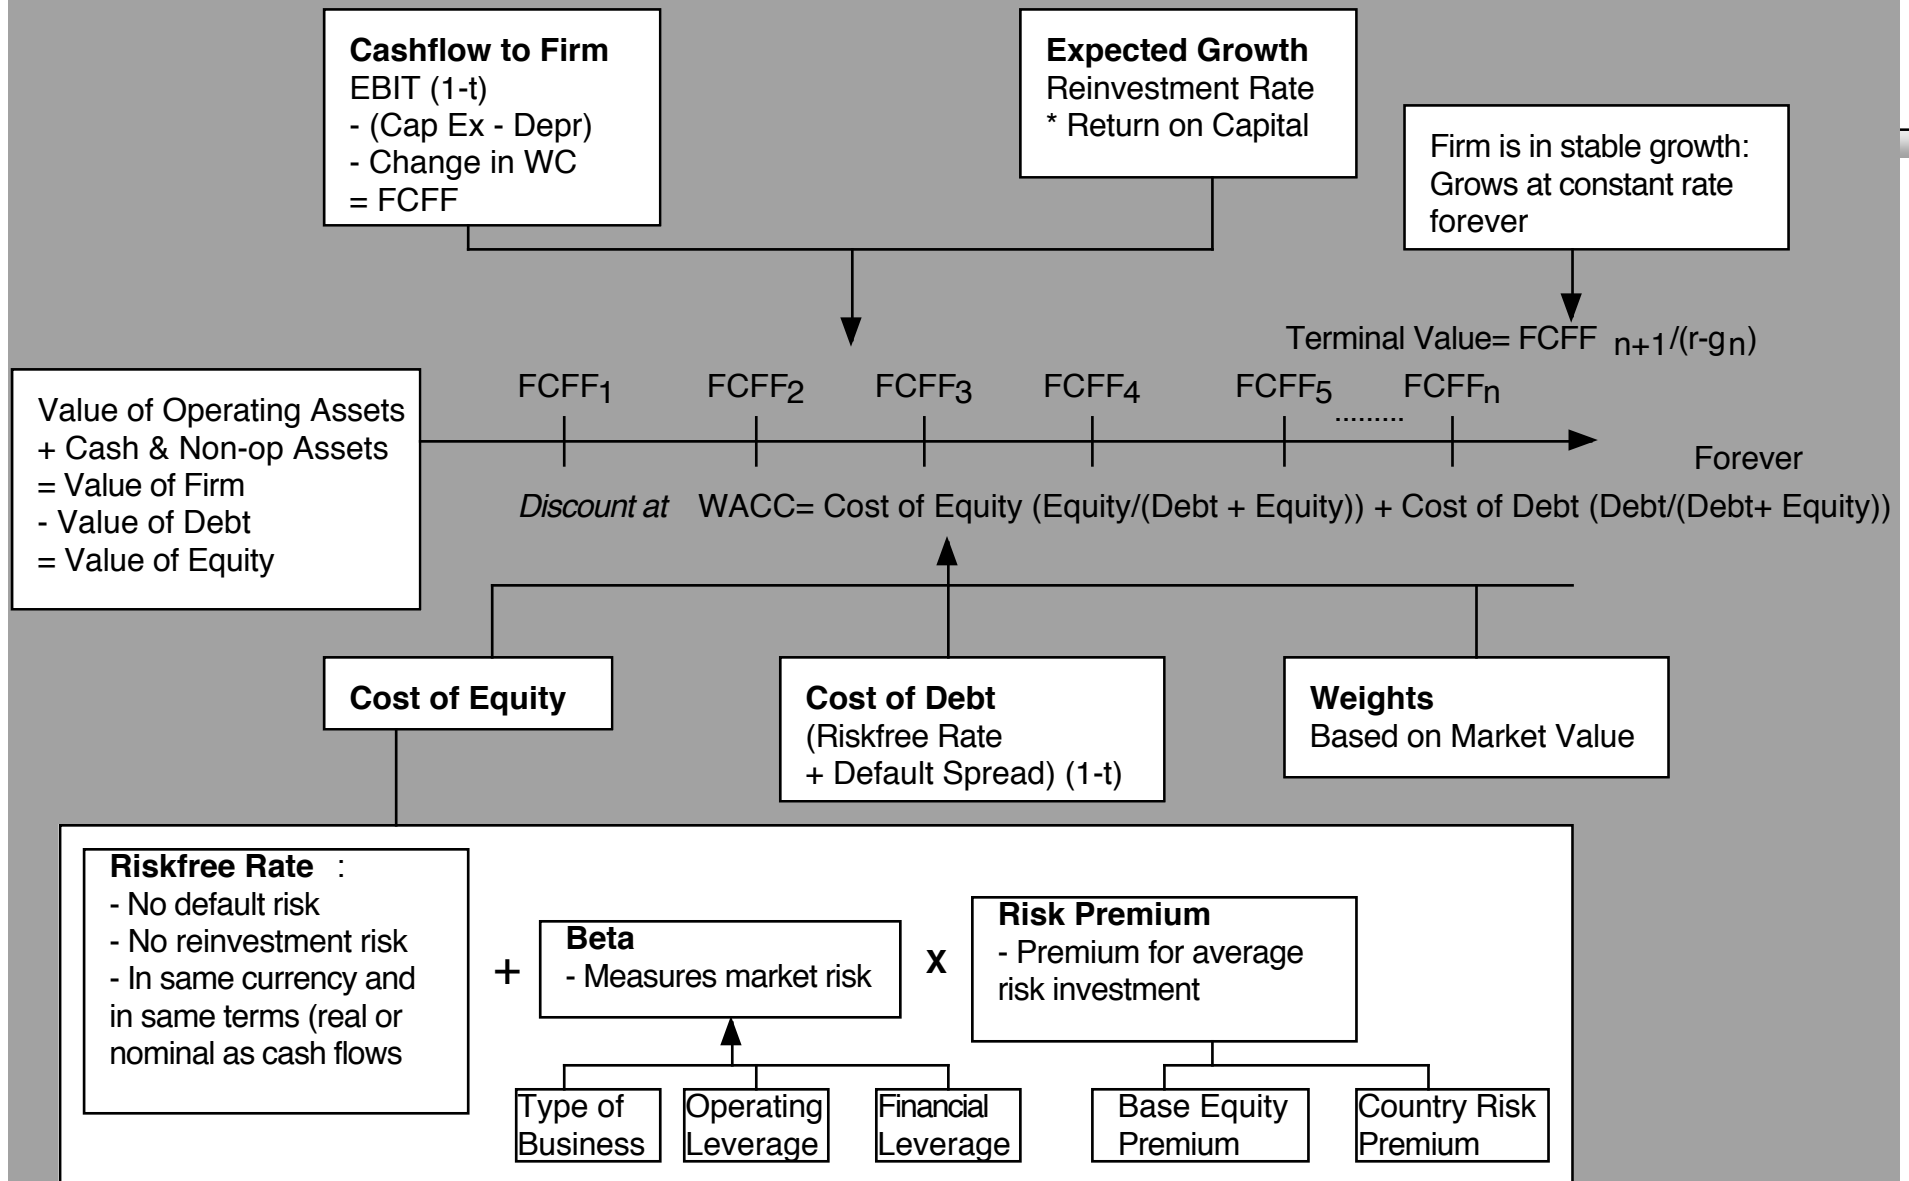 Cashflow to Firm
EBIT (1-t)
- (Cap Ex - Depr)
- Change in WC
= FCFF
Expected Growth
Reinvestment Rate
* Return on Capital
Firm is in stable growth:
Grows at constant rate
forever
Terminal Value= FCFF n+1/(r-gn)
FCFF1 FCFF2 FCFF3 FCFF4 FCFF5 ......... FCFFn
Forever
Value of Operating Assets
+ Cash & Non-op Assets
= Value of Firm
- Value of Debt
= Value of Equity
Discount at WACC= Cost of Equity (Equity/(Debt + Equity)) + Cost of Debt (Debt/(Debt+ Equity))
Cost of Equity
Cost of Debt
(Riskfree Rate
+ Default Spread) (1-t)
Weights
Based on Market Value
Riskfree Rate :
- No default risk
- No reinvestment risk
- In same currency and
in same terms (real or
nominal as cash flows
+
Beta
- Measures market risk
X
Risk Premium
- Premium for average
risk investment
Type of
Business
Operating
Leverage
Financial
Leverage
Base Equity
Premium
Country Risk
Premium